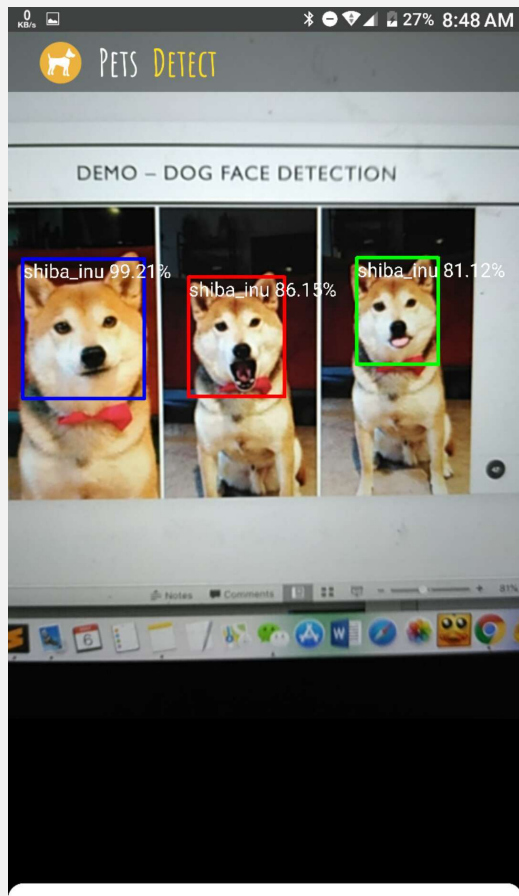 0
KB/s
27% 8:48 AM
PETS DETECT
DEMO – DOG FACE DETECTION
shiba_inu 99.21%
shiba_inu 86.15%
shiba_inu 81.12%
Notes
Comments
81%
6
W